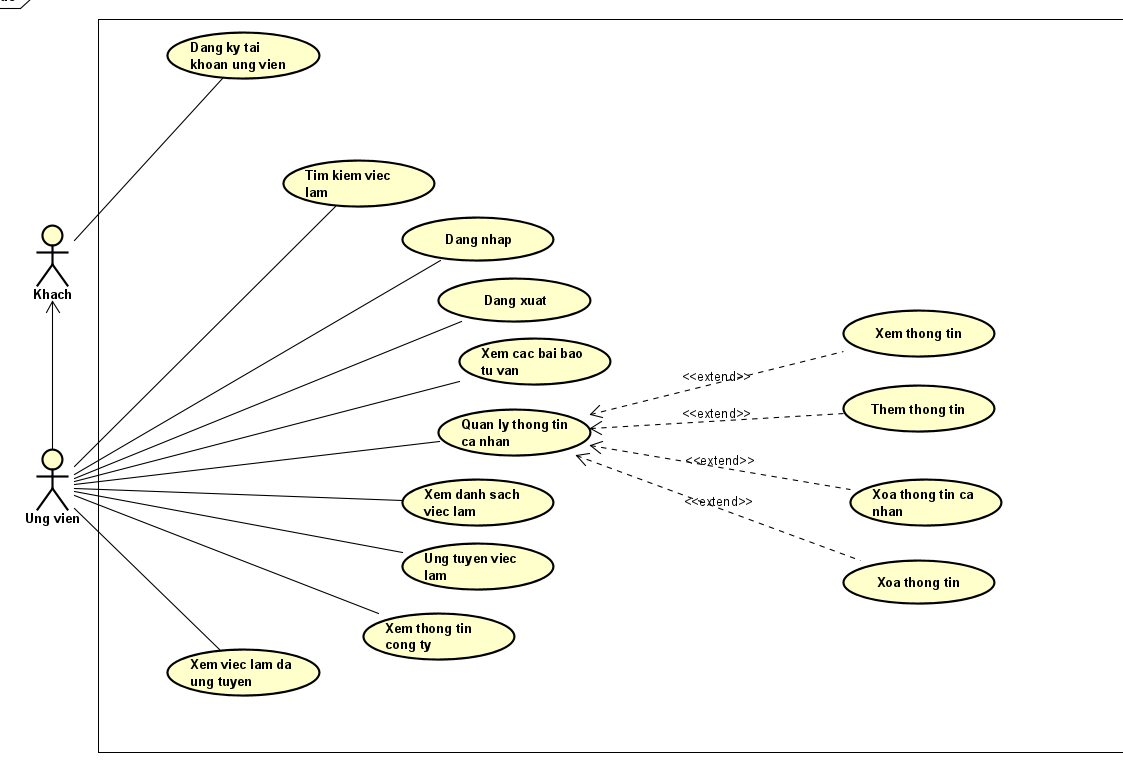 Dang ky tai
khoan ung vien
Tim kiem viec
lam
Dang nhap
Khach
Dang xuat
Xem cac bai bao
tu van
Quan ly thong tin
ca nhan
Ung vien
Xem danh sach
viec lam
Ung tuyen viec
lam
Xem thong tin
cong ty
Xem viec lam da
ung tuyen
<<extend>>
<<extend>>
<<extend>>
<<extend>>
Xem thong tin
Them thong tin
Xoa thong tin ca
nhan
Xoa thong tin